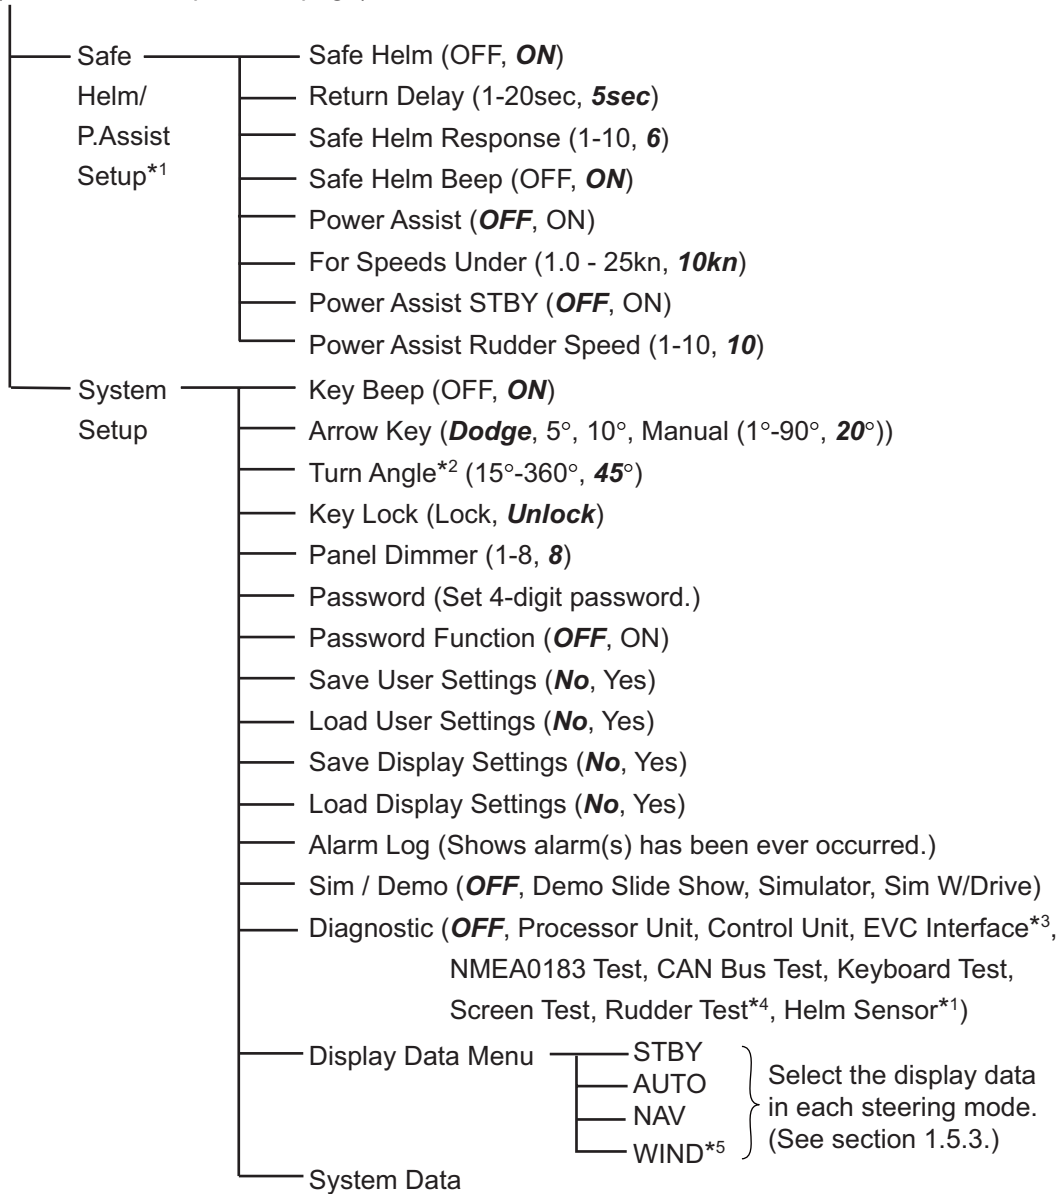 Safe
Helm/
P.Assist
Setup*1
Safe Helm (OFF, ON)
Return Delay (1-20sec, 5sec)
Safe Helm Response (1-10, 6)
Safe Helm Beep (OFF, ON)
Power Assist (OFF, ON)
For Speeds Under (1.0 - 25kn, 10kn)
Power Assist STBY (OFF, ON)
Power Assist Rudder Speed (1-10, 10)
System
Setup
Key Beep (OFF, ON)
Arrow Key (Dodge, 5°, 10°, Manual (1°-90°, 20°))
Turn Angle*2 (15°-360°, 45°)
Key Lock (Lock, Unlock)
Panel Dimmer (1-8, 8)
Password (Set 4-digit password.)
Password Function (OFF, ON)
Save User Settings (No, Yes)
Load User Settings (No, Yes)
Save Display Settings (No, Yes)
Load Display Settings (No, Yes)
Alarm Log (Shows alarm(s) has been ever occurred.)
Sim / Demo (OFF, Demo Slide Show, Simulator, Sim W/Drive)
Diagnostic (OFF, Processor Unit, Control Unit, EVC Interface*3,
NMEA0183 Test, CAN Bus Test, Keyboard Test,
Screen Test, Rudder Test*4, Helm Sensor*1)
Display Data Menu
STBY
AUTO
NAV
WIND*5
Select the display data
in each steering mode.
(See section 1.5.3.)
System Data